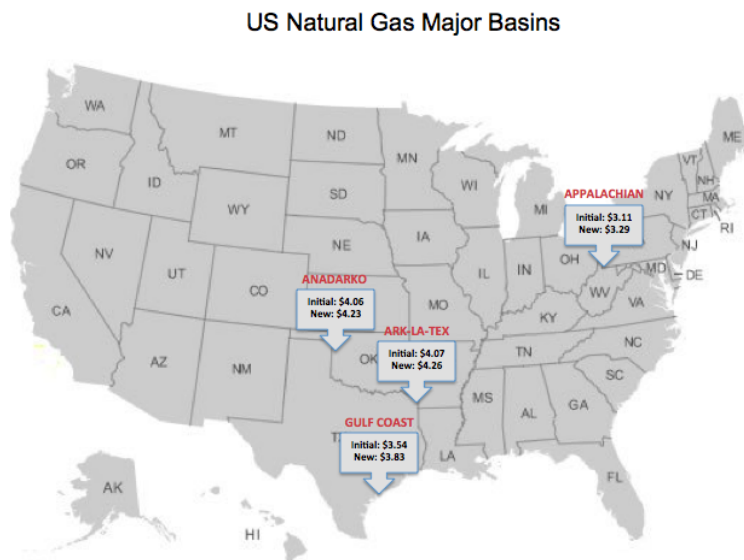 US Natural Gas Major Basins
WA
MT
ND
MN
ME
OR
ID
SD
WI
MI
VT
NH
NY
MA
CT
RI
WY
APPALACHIAN
Initial: $3.11
New: $3.29
NV
UT
CO
NE
IA
IL
IN
OH
NJ
MD
DE
CA
ANADARKO
Initial: $4.06
New: $4.23
MO
WV
VA
KY
ARK-LA-TEX
Initial: $4.07
New: $4.26
AZ
NM
OK
TN
NC
SC
GULF COAST
Initial: $3.54
New: $3.83
MS
AL
GA
LA
FL
AK
HI